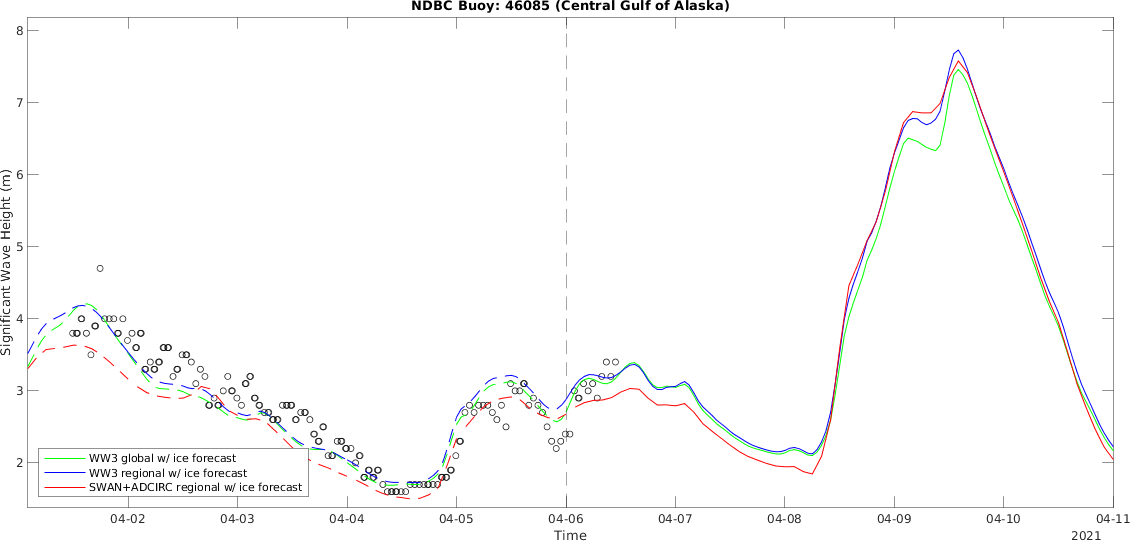 NDBC Buoy: 46085 (Central Gulf of Alaska)
8
7
6
5
4
3
2
Significant Wave Height (m)
WW3 global w/ ice forecast
WW3 regional w/ ice forecast
SWAN+ADCIRC regional w/ ice forecast
04-02 04-03 04-04 04-05 04-06 04-07 04-08 04-09 04-10 04-11
Time
2021